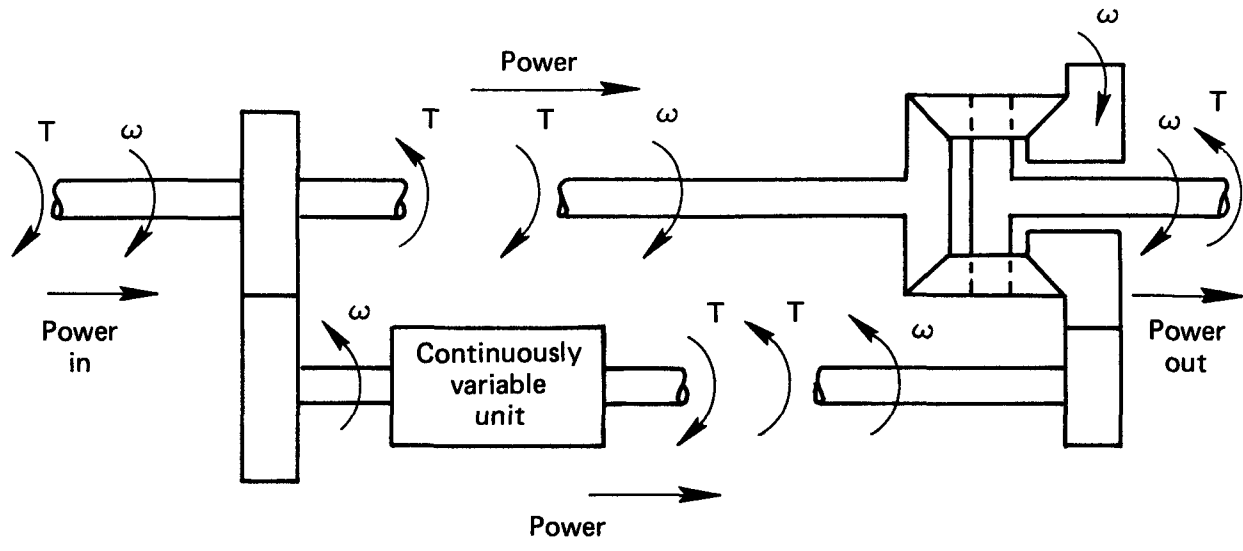 ω
Power
T
ω
T
T
ω
ω
T
Power
in
ω
Continuously
variable
unit
T
T
ω
Power
out
Power